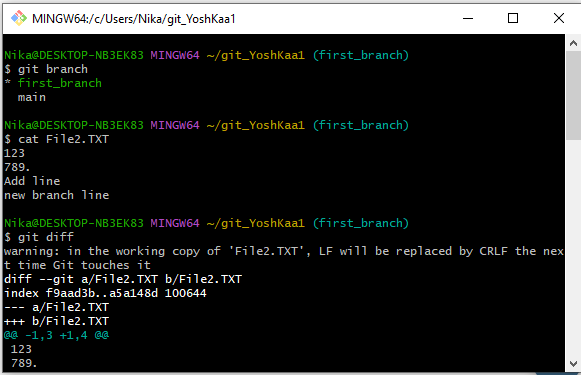 MINGW64:/c/Users/Nika/git_YoshKaa1
Nika@DESKTOP-NB3EK83 MINGW64 ~/git_YoshKaa1 (first_branch)
$ git branch
* first_branch
  main
Nika@DESKTOP-NB3EK83 MINGW64 ~/git_YoshKaa1 (first_branch)
$ cat File2.TXT
123
789.
Add line
new branch line
Nika@DESKTOP-NB3EK83 MINGW64 ~/git_YoshKaa1 (first_branch)
$ git diff
warning: in the working copy of 'File2.TXT', LF will be replaced by CRLF the nex
t time Git touches it
diff --git a/File2.TXT b/File2.TXT
index f9aad3b..a5a148d 100644
--- a/File2.TXT
+++ b/File2.TXT
@@ -1,3 +1,4 @@
 123
 789.